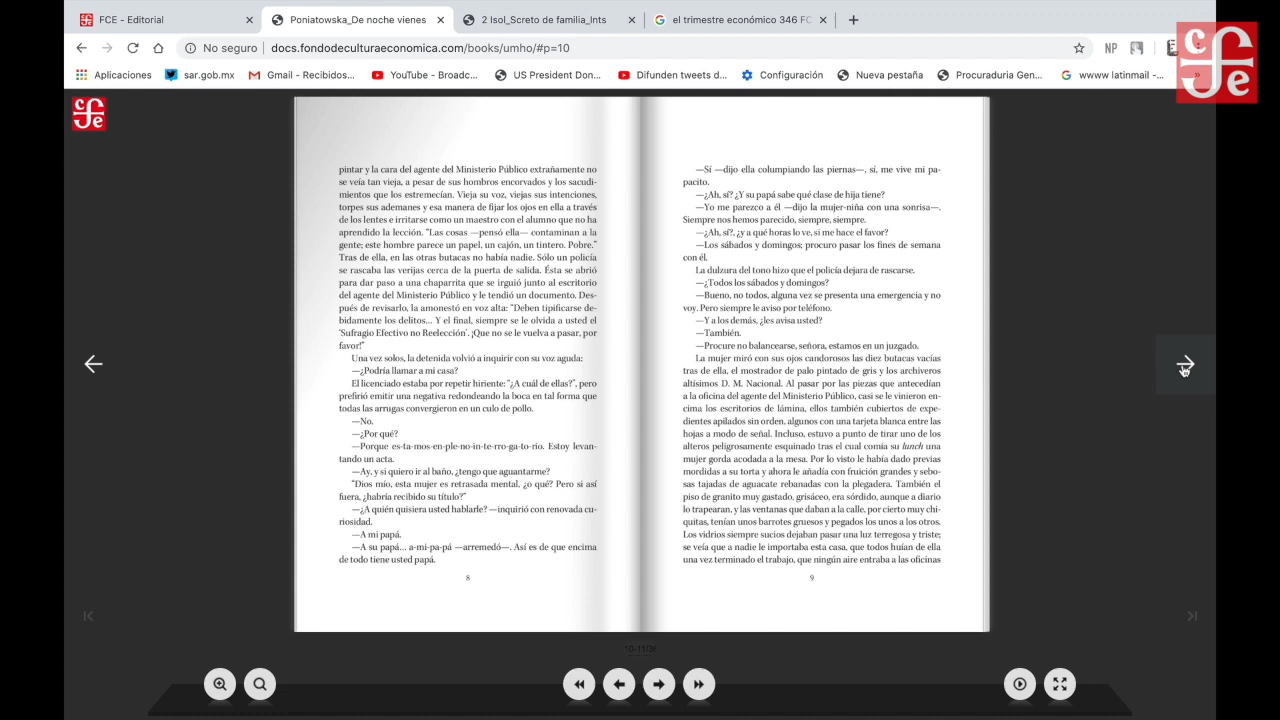 FCE - Editorial
Poniatowska_De noche vienes
2 Isol_Screto de familia_Ints
el trimestre económico 346 FC
No seguro
docs.fondodeculturaeconomica.com/books/umho/#p=10
NP
Aplicaciones
sar.gob.mx
Gmail - Recibidos...
YouTube - Broadc...
US President Don...
Difunden tweets d...
Configuración
Nueva pestaña
Procuraduria Gen...
wwww latinmail -...
cfe
cfe
pintar y la cara del agente del Ministerio Público extrañamente no
se veía tan vieja, a pesar de sus hombros encorvados y los sacudi-
mientos que los estremecían. Vieja su voz, viejas sus intenciones,
torpes sus ademanes y esa manera de fijar los ojos en ella a través
de los lentes e irritarse como un maestro con el alumno que no ha
aprendido la lección. "Las cosas —pensó ella— contaminan a la
gente; este hombre parece un papel, un cajón, un tintero. Pobre."
Tras de ella, en las otras butacas no había nadie. Sólo un policía
se rascaba las verijas cerca de la puerta de salida. Ésta se abrió
para dar paso a una chaparrita que se irguió junto al escritorio
del agente del Ministerio Público y le tendió un documento. Des-
pués de revisarlo, la amonestó en voz alta: "Deben tipificarse de-
bidamente los delitos... Y el final, siempre se le olvida a usted el
'Sufragio Efectivo no Reelección'. ¡Que no se le vuelva a pasar, por
favor!"
Una vez solos, la detenida volvió a inquirir con su voz aguda:
—¿Podría llamar a mi casa?
El licenciado estaba por repetir hiriente: "¿A cuál de ellas?", pero
prefirió emitir una negativa redondeando la boca en tal forma que
todas las arrugas convergieron en un culo de pollo.
—No.
—¿Por qué?
—Porque es-ta-mos-en-ple-no-in-te-rro-ga-to-rio. Estoy levan-
tando un acta.
—Ay, y si quiero ir al baño, ¿tengo que aguantarme?
"Dios mío, esta mujer es retrasada mental, ¿o qué? Pero si así
fuera, ¿habría recibido su título?"
—¿A quién quisiera usted hablarle? —inquirió con renovada cu-
riosidad.
—A mi papá.
—A su papá... a-mi-pa-pá —arremedó—. Así es de que encima
de todo tiene usted papá.
8
—Sí —dijo ella columpiando las piernas—, sí, me vive mi pa-
pacito.
—¿Ah, sí? ¿Y su papá sabe qué clase de hija tiene?
—Yo me parezco a él —dijo la mujer-niña con una sonrisa—.
Siempre nos hemos parecido, siempre, siempre.
—¿Ah, sí?, ¿y a qué horas lo ve, si me hace el favor?
—Los sábados y domingos; procuro pasar los fines de semana
con él.
La dulzura del tono hizo que el policía dejara de rascarse.
—¿Todos los sábados y domingos?
—Bueno, no todos, alguna vez se presenta una emergencia y no
voy. Pero siempre le aviso por teléfono.
—Y a los demás, ¿les avisa usted?
—También.
—Procure no balancearse, señora, estamos en un juzgado.
La mujer miró con sus ojos candorosos las diez butacas vacías
tras de ella, el mostrador de palo pintado de gris y los archiveros
altísimos D. M. Nacional. Al pasar por las piezas que antecedían
a la oficina del agente del Ministerio Público, casi se le vinieron en-
cima los escritorios de lámina, ellos también cubiertos de expe-
dientes apilados sin orden, algunos con una tarjeta blanca entre las
hojas a modo de señal. Incluso, estuvo a punto de tirar uno de los
alteros peligrosamente esquinado tras el cual comía su lunch una
mujer gorda acodada a la mesa. Por lo visto le había dado previas
mordidas a su torta y ahora le añadía con fruición grandes y sebo-
sas tajadas de aguacate rebanadas con la plegadera. También el
piso de granito muy gastado, grisáceo, era sórdido, aunque a diario
lo trapearan, y las ventanas que daban a la calle, por cierto muy chi-
quitas, tenían unos barrotes gruesos y pegados los unos a los otros.
Los vidrios siempre sucios dejaban pasar una luz terregosa y triste;
se veía que a nadie le importaba esta casa, que todos huían de ella
una vez terminado el trabajo, que ningún aire entraba a las oficinas
9
10-11/36